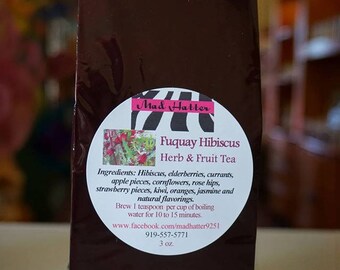 Mad Hatter
Fuquay Hibiscus
Herb & Fruit Tea
Ingredients: Hibiscus, elderberries, currants,
apple pieces, cornflowers, rose hips,
strawberry pieces, kiwi, oranges, jasmine and
natural flavorings.
Brew 1 teaspoon per cup of boiling
water for 10 to 15 minutes.
www.facebook.com/madhatter9251
919-557-5771
3 oz.